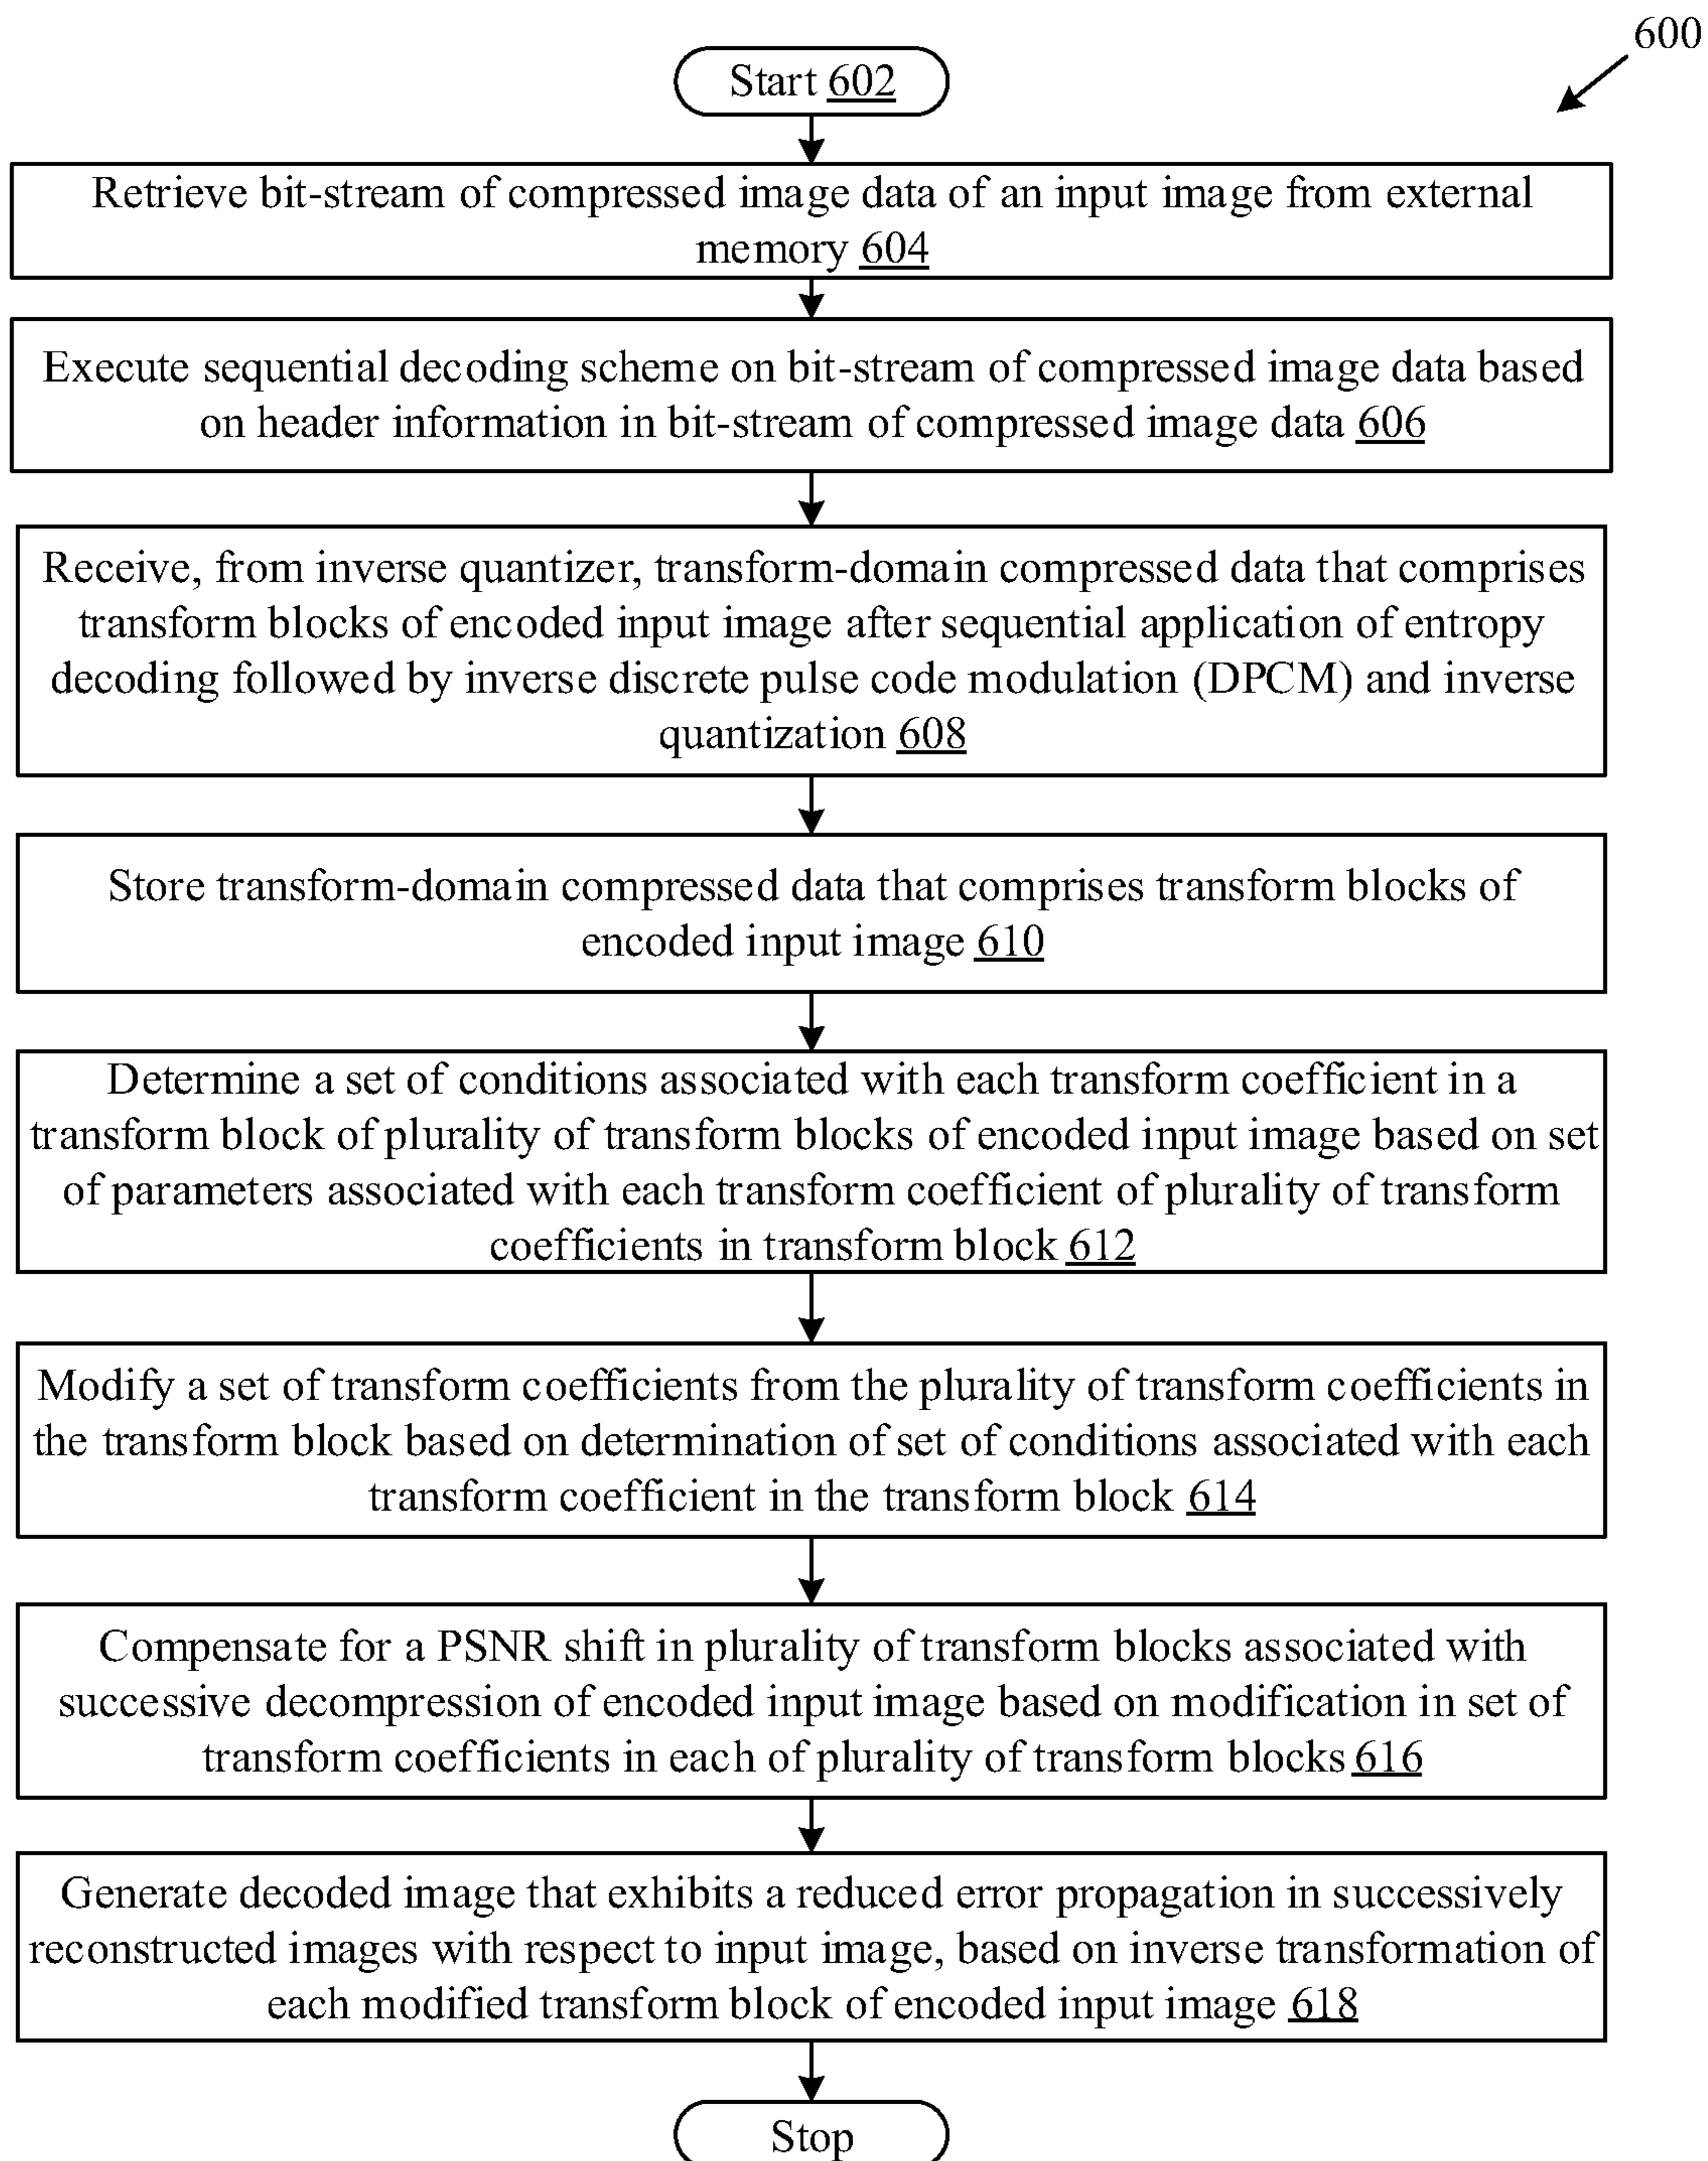 600
Start 602
Retrieve bit-stream of compressed image data of an input image from external
memory 604
Execute sequential decoding scheme on bit-stream of compressed image data based
on header information in bit-stream of compressed image data 606
Receive, from inverse quantizer, transform-domain compressed data that comprises
transform blocks of encoded input image after sequential application of entropy
decoding followed by inverse discrete pulse code modulation (DPCM) and inverse
quantization 608
Store transform-domain compressed data that comprises transform blocks of
encoded input image 610
Determine a set of conditions associated with each transform coefficient in a
transform block of plurality of transform blocks of encoded input image based on set
of parameters associated with each transform coefficient of plurality of transform
coefficients in transform block 612
Modify a set of transform coefficients from the plurality of transform coefficients in
the transform block based on determination of set of conditions associated with each
transform coefficient in the transform block 614
Compensate for a PSNR shift in plurality of transform blocks associated with
successive decompression of encoded input image based on modification in set of
transform coefficients in each of plurality of transform blocks 616
Generate decoded image that exhibits a reduced error propagation in successively
reconstructed images with respect to input image, based on inverse transformation of
each modified transform block of encoded input image 618
Stop